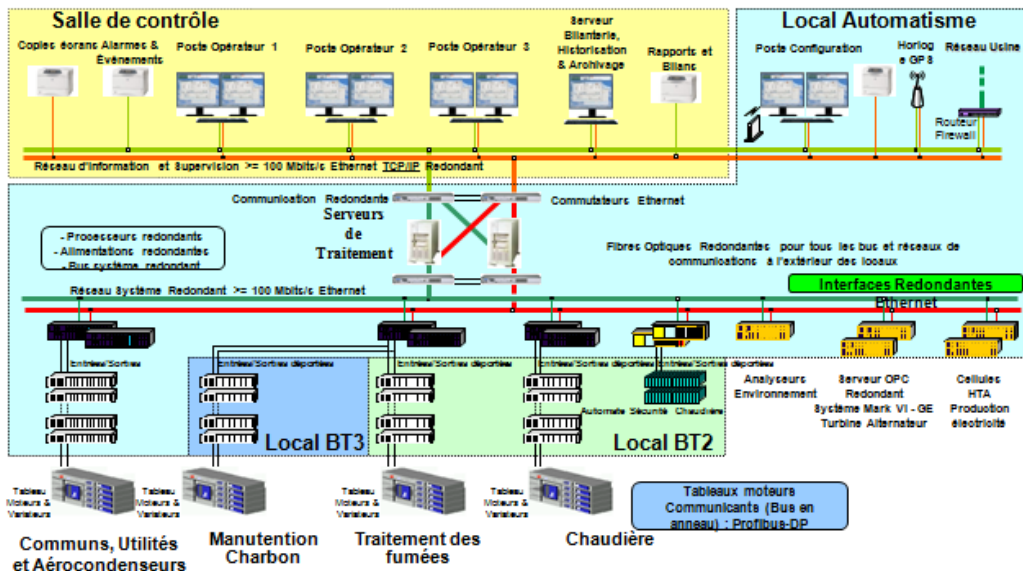 Salle de contrôle
Local Automatisme
Copies écrans
Alarmes &
Événements
Poste Opérateur 1
Poste Opérateur 2
Poste Opérateur 3
Serveur
Bilanterie,
Historisation
& Archivage
Rapports et
Bilans
Poste Configuration
Horlog
e GPS
Réseau Usine
Routeur
Firewall
Réseau d'Information et Supervision >= 100 Mbits/s Ethernet TCP/IP Redondant
Communication Redondante
Commutateurs Ethernet
Serveurs
de
Traitement
- Processeurs redondants
- Alimentations redondantes
- Bus système redondant
Fibres Optiques Redondantes pour tous les bus et réseaux de
communications à l'extérieur des locaux
Réseau Système Redondant >= 100 Mbits/s Ethernet
Interfaces Redondantes
Ethernet
Entrées/Sorties
Entrées/Sorties déportées
Entrées/Sorties déportées
Entrées/Sorties déportées
Entrées/Sorties déportées
Automate Sécurité Chaudière
Analyseurs
Environnement
Serveur OPC
Redondant
Système Mark VI - GE
Turbine Alternateur
Cellules
HTA
Production
électricité
Local BT3
Local BT2
Tableau
Moteurs &
Variateurs
Tableau
Moteurs &
Variateurs
Tableau
Moteurs &
Variateurs
Tableau
Moteurs &
Variateurs
Tableaux moteurs
Communicants (Bus en
anneau) : Profibus-DP
Communs, Utilités
et Aérocondenseurs
Manutention
Charbon
Traitement des
fumées
Chaudière